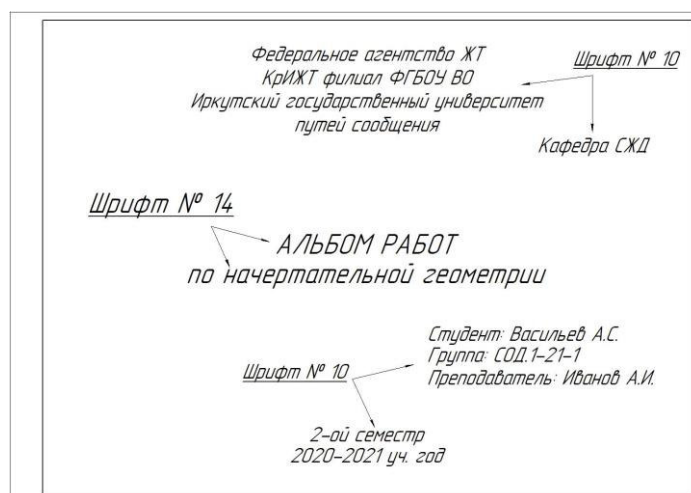 Федеральное агентство ЖТ
КрИЖТ филиал ФГБОУ ВО
Иркутский государственный университет
путей сообщения
Шрифт № 10
Кафедра СЖД
Шрифт № 14
АЛЬБОМ РАБОТ
по начертательной геометрии
Студент: Васильев А.С.
Группа: СОД.1-21-1
Преподаватель: Иванов А.И.
Шрифт № 10
2-ой семестр
2020-2021 уч. год